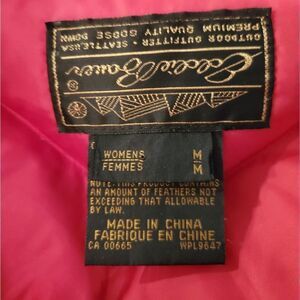 OUTDOOR OUTFITTER • SEATTLE, USA
PREMIUM QUALITY GOOSE DOWN
Eddie Bauer
®
WOMENS M
FEMMES M
NOTE: THIS PRODUCT CONTAINS
AN AMOUNT OF FEATHERS NOT
EXCEEDING THAT ALLOWED
BY LAW.
MADE IN CHINA
FABRIQUE EN CHINE
CA 00665 WPL9647